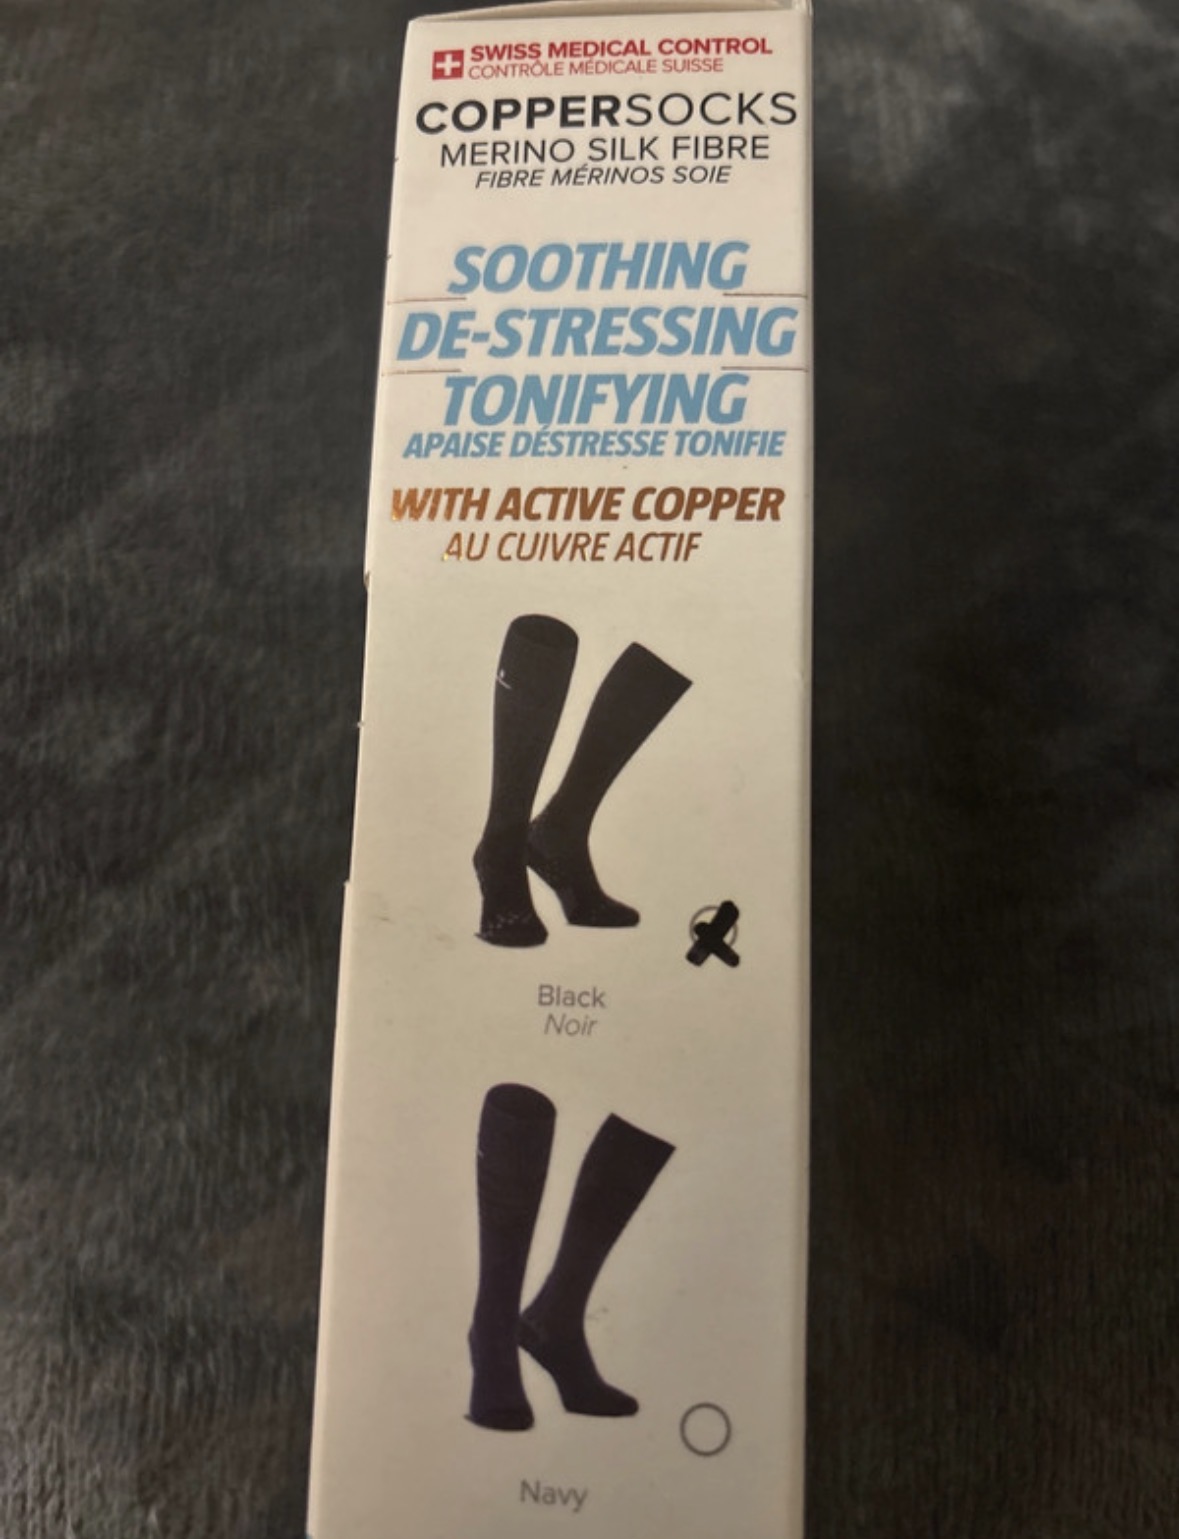 SWISS MEDICAL CONTROL
CONTRÔLE MÉDICALE SUISSE
COPPERSOCKS
MERINO SILK FIBRE
FIBRE MÉRINOS SOIE
SOOTHING
DE-STRESSING
TONIFYING
APAISE DÉSTRESSE TONIFIE
WITH ACTIVE COPPER
AU CUIVRE ACTIF
Black
Noir
Navy